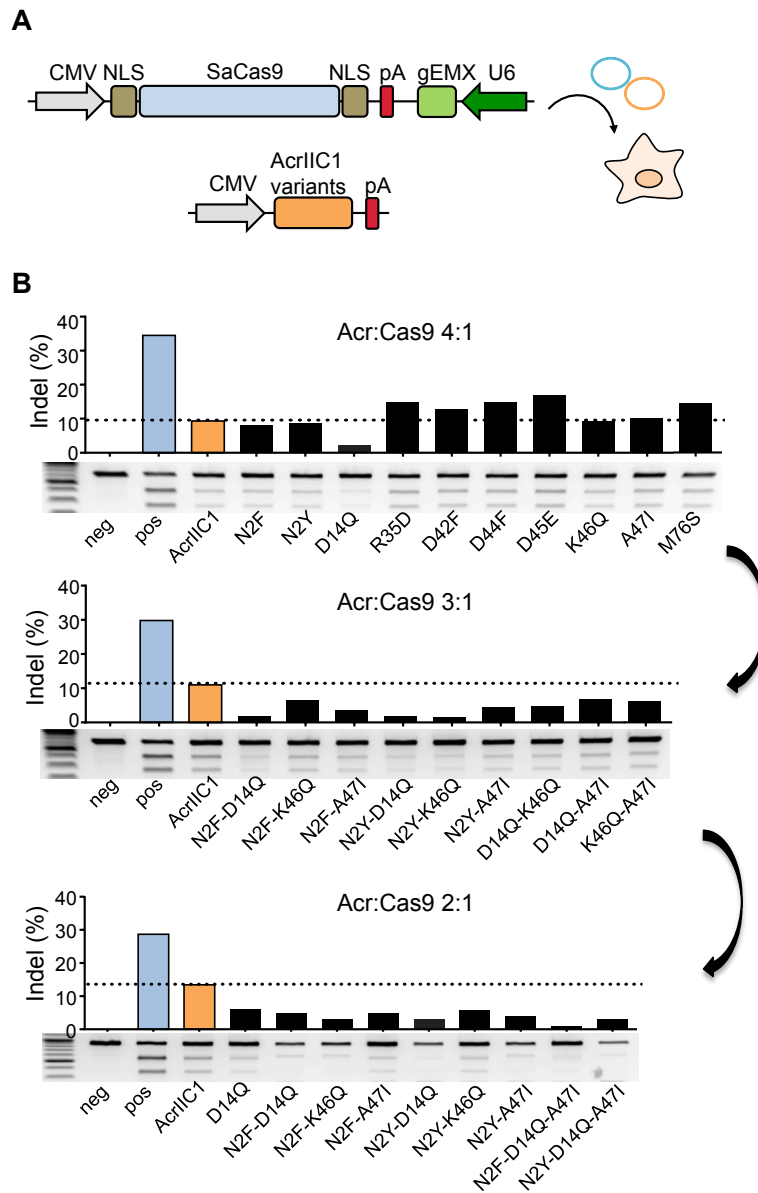 A
CMV NLS SaCas9 NLS pA gEMX U6
AcrIIC1
CMV variants pA
B
Acr:Cas9 4:1
Indel (%)
40
30
20
10
0
neg pos AcrIIC1 N2F N2Y D14Q R35D D42F D44F D45E K46Q A47I M76S
Acr:Cas9 3:1
Indel (%)
40
30
20
10
0
neg pos AcrIIC1 N2F-D14Q N2F-K46Q N2F-A47I N2Y-D14Q N2Y-K46Q N2Y-A47I D14Q-K46Q D14Q-A47I K46Q-A47I
Acr:Cas9 2:1
Indel (%)
40
30
20
10
0
neg pos AcrIIC1 D14Q N2F-D14Q N2F-K46Q N2F-A47I N2Y-D14Q N2Y-K46Q N2Y-A47I N2F-D14Q-A47I N2Y-D14Q-A47I